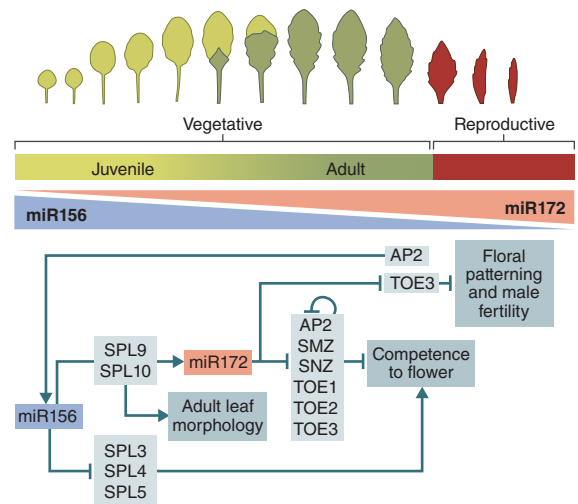 Vegetative
Reproductive
Juvenile
Adult
miR156
miR172
AP2
TOE3
Floral
patterning
and male
fertility
SPL9
SPL10
miR172
AP2
SMZ
SNZ
TOE1
TOE2
TOE3
Competence
to flower
miR156
Adult leaf
morphology
SPL3
SPL4
SPL5